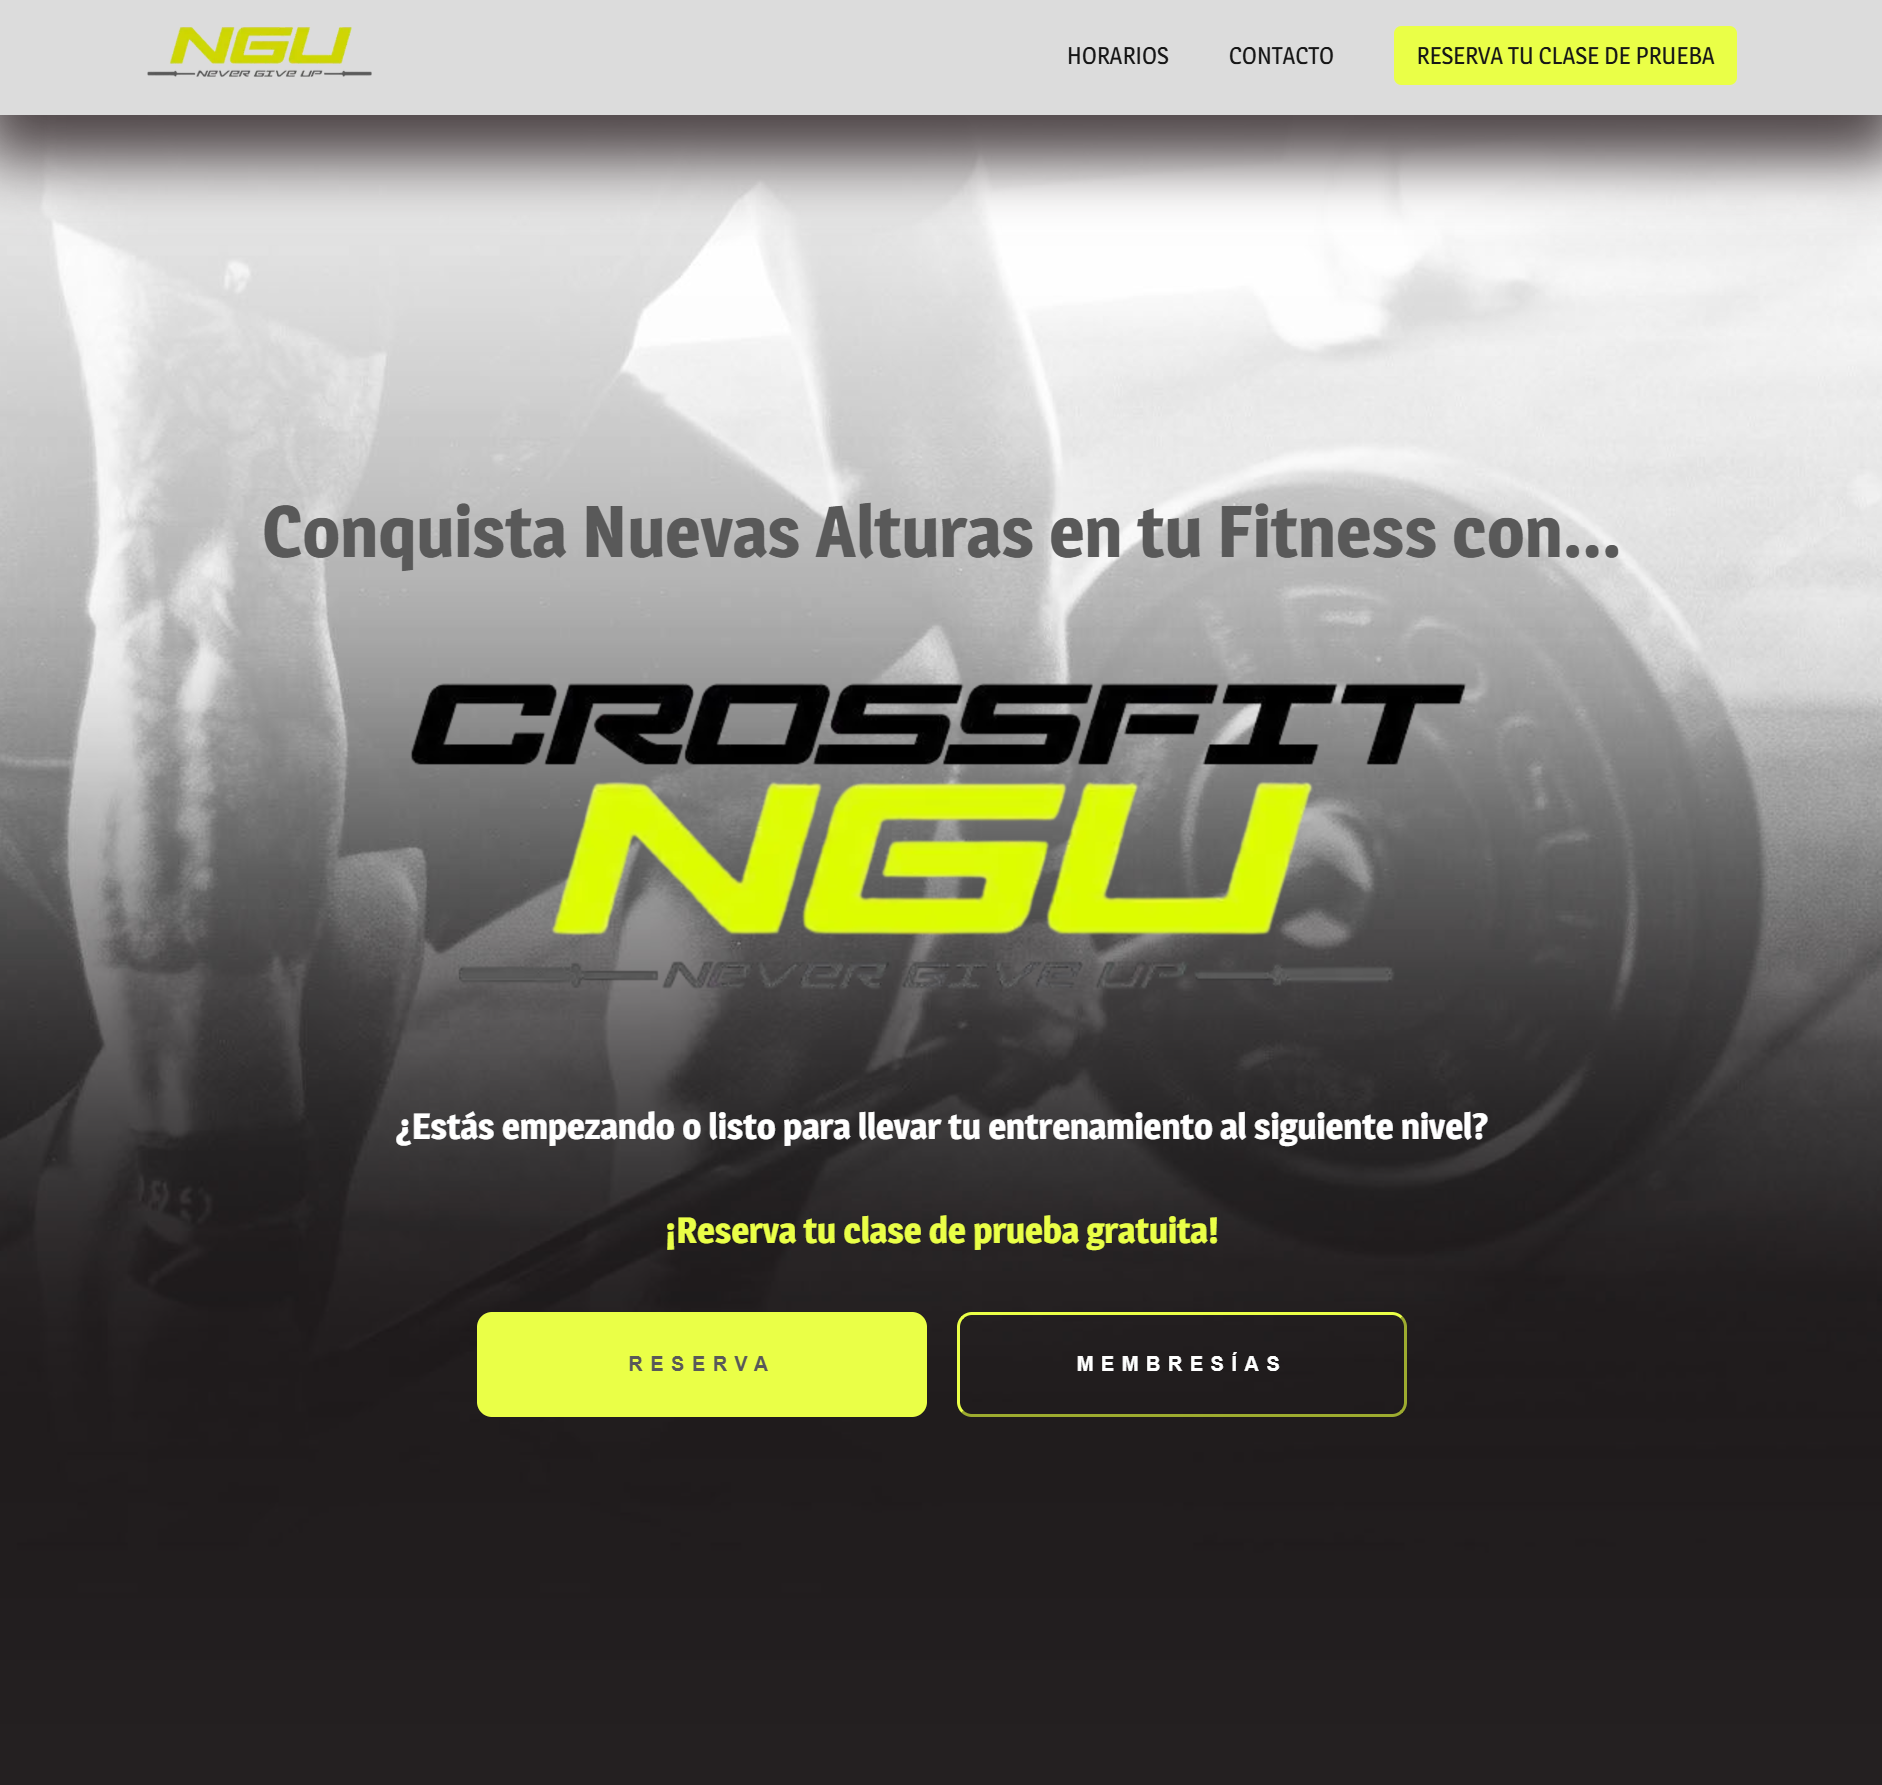 NGU
NEVER GIVE UP
HORARIOS
CONTACTO
RESERVA TU CLASE DE PRUEBA
Conquista Nuevas Alturas en tu Fitness con...
CROSSFIT
NGU
NEVER GIVE UP
¿Estás empezando o listo para llevar tu entrenamiento al siguiente nivel?
¡Reserva tu clase de prueba gratuita!
RESERVA
MEMBRESÍAS